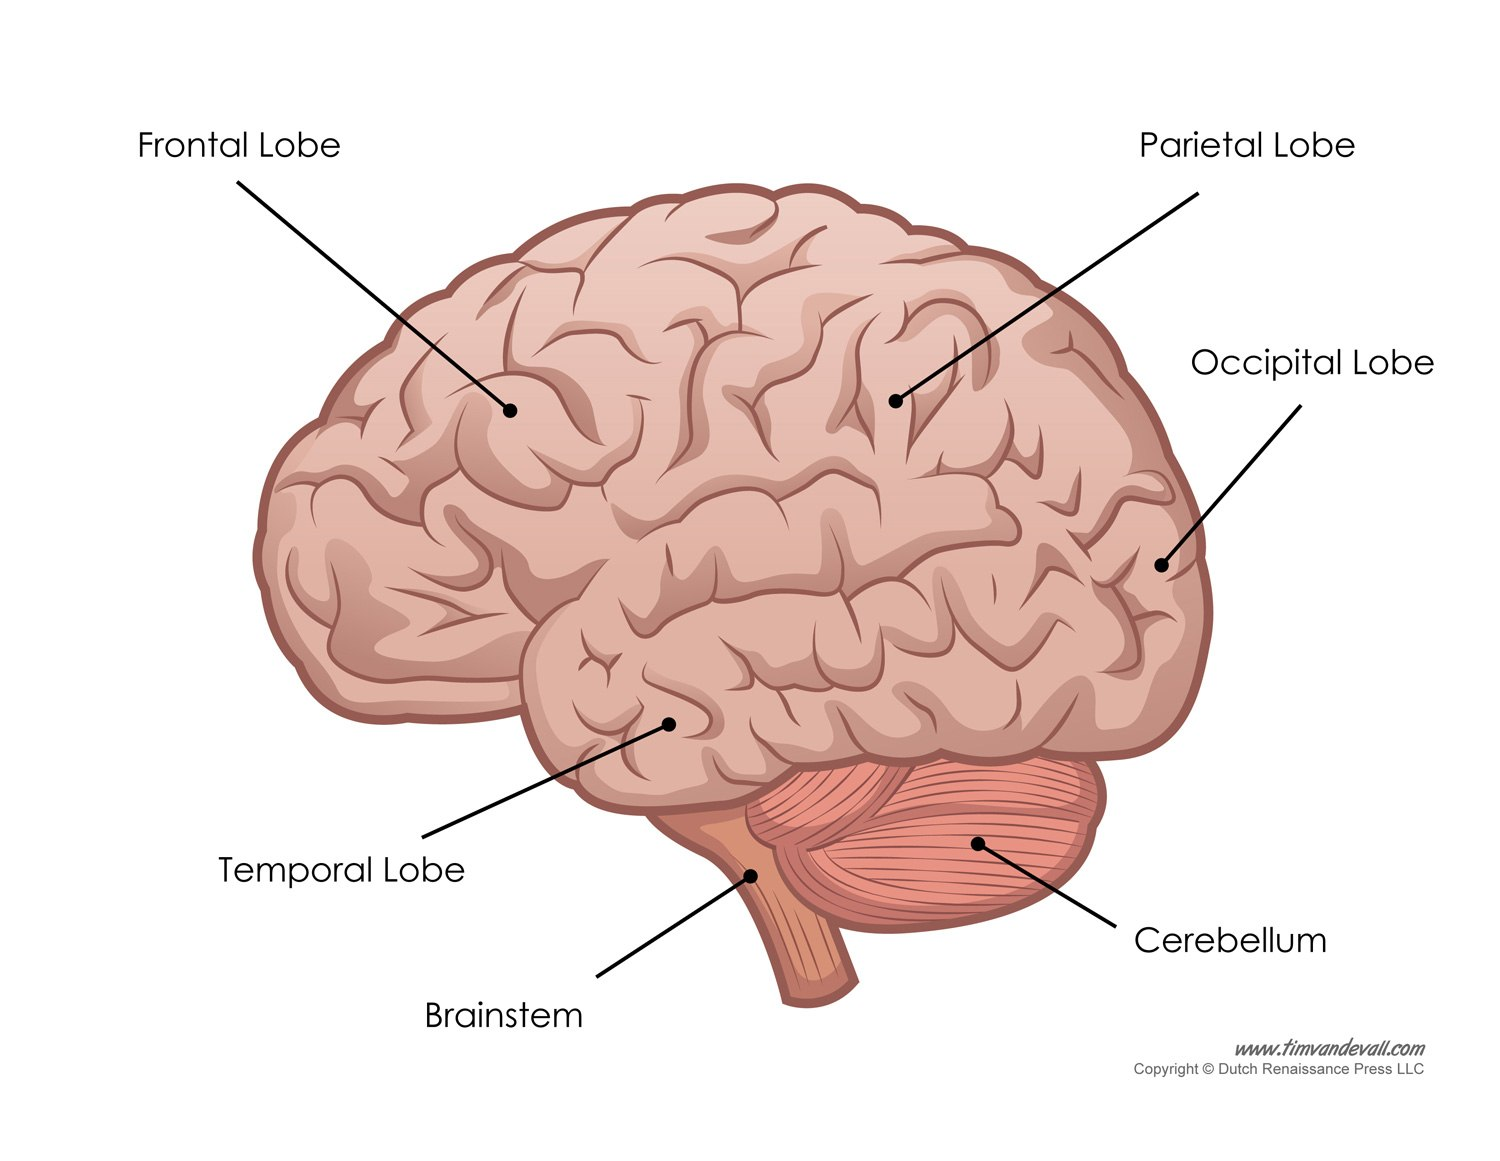 Frontal Lobe
Parietal Lobe
Occipital Lobe
Temporal Lobe
Cerebellum
Brainstem
www.timvandevall.com
Copyright © Dutch Renaissance Press LLC